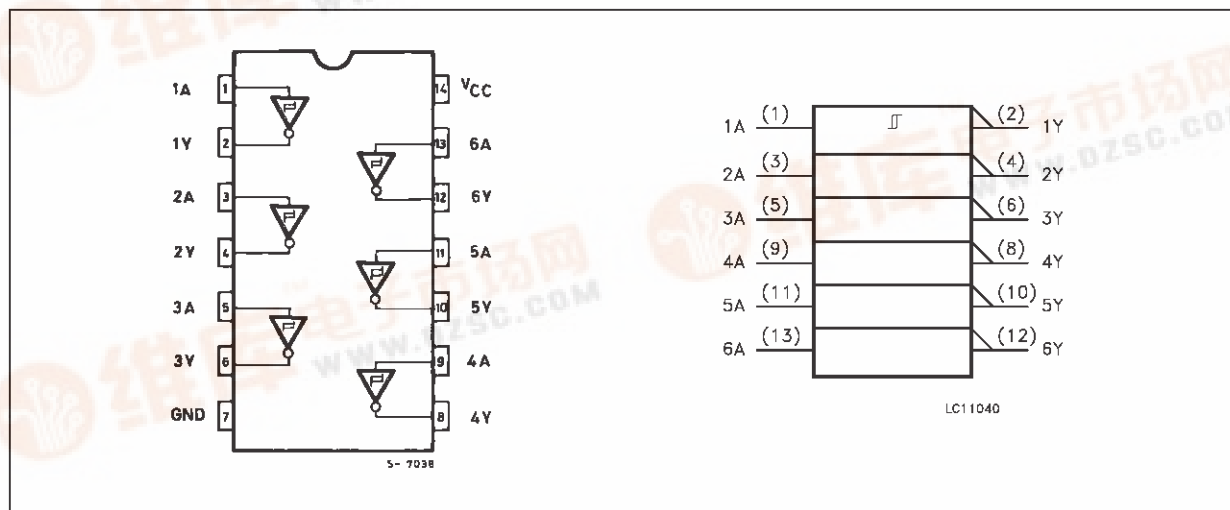 1A 1 14 VCC
1Y 2 13 6A
2A 3 12 6Y
2Y 4 11 5A
3A 5 10 5Y
3Y 6 9 4A
GND 7 8 4Y
S- 7038
1A (1) (2) 1Y
2A (3) (4) 2Y
3A (5) (6) 3Y
4A (9) (8) 4Y
5A (11) (10) 5Y
6A (13) (12) 6Y
LC11040
维库
维库电子市场网™
WWW.DZSC.COM
维库电子市场网
WWW.DZSC.COM
维库